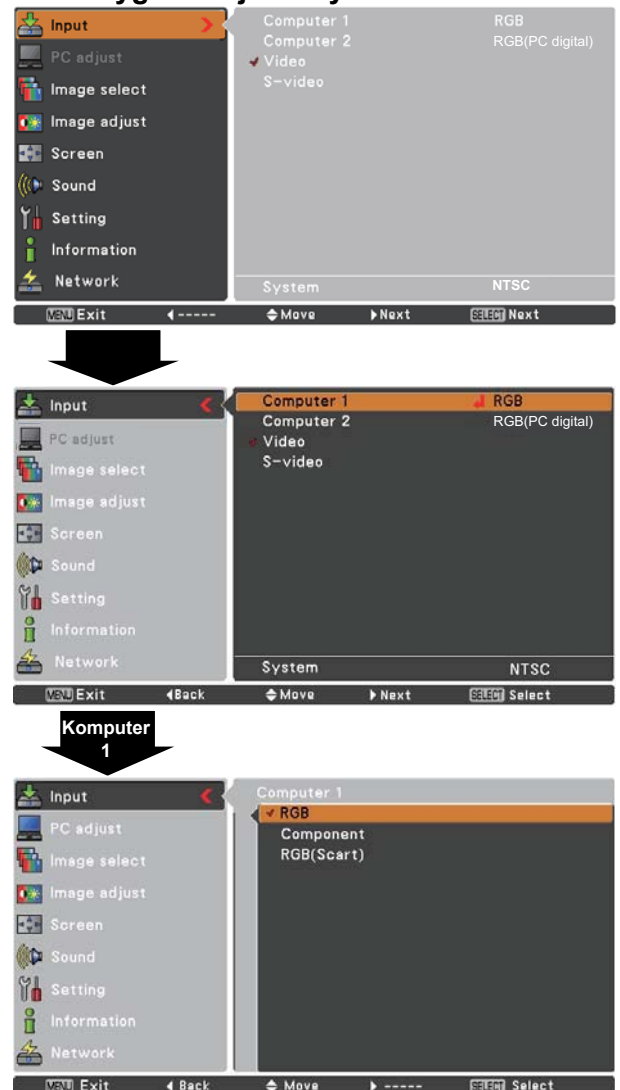 Input
Computer 1 RGB
Computer 2 RGB(PC digital)
PC adjust
Video
S-video
Image select
Image adjust
Screen
Sound
Setting
Information
Network
System NTSC
MENU Exit ----- Move Next SELECT Next
Input
Computer 1 RGB
Computer 2 RGB(PC digital)
PC adjust
Video
S-video
Image select
Image adjust
Screen
Sound
Setting
Information
Network
System NTSC
MENU Exit Back Move Next SELECT Select
Komputer
1
Input
Computer 1
RGB
PC adjust
Component
RGB(Scart)
Image select
Image adjust
Screen
Sound
Setting
Information
Network
MENU Exit Back Move ----- SELECT Select